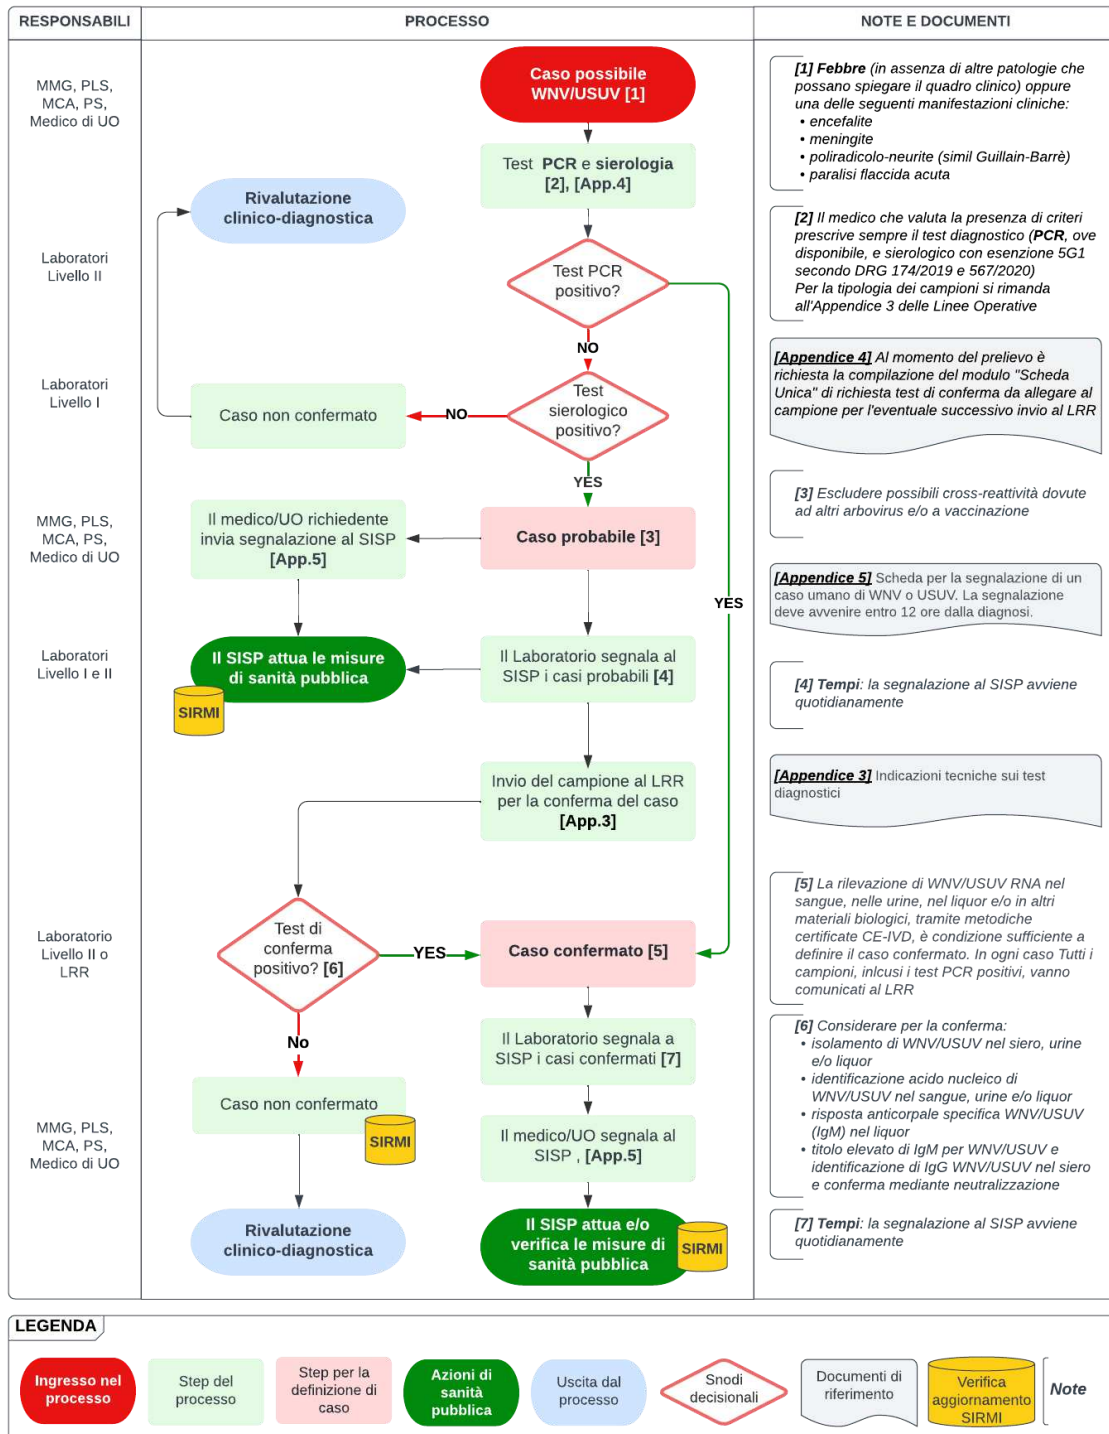 RESPONSABILI
PROCESSO
NOTE E DOCUMENTI
MMG, PLS,
MCA, PS,
Medico di UO
Caso possibile
WNV/USUV [1]
[1] Febbre (in assenza di altre patologie che
possano spiegare il quadro clinico) oppure
una delle seguenti manifestazioni cliniche:
• encefalite
• meningite
• poliradicolo-neurite (simil Guillain-Barrè)
• paralisi flaccida acuta
Test PCR e sierologia
[2], [App.4]
Rivalutazione
clinico-diagnostica
Laboratori
Livello II
Test PCR
positivo?
[2] Il medico che valuta la presenza di criteri
prescrive sempre il test diagnostico (PCR, ove
disponibile, e sierologico con esenzione 5G1
secondo DRG 174/2019 e 567/2020)
Per la tipologia dei campioni si rimanda
all'Appendice 3 delle Linee Operative
NO
Laboratori
Livello I
Caso non confermato
NO
Test
sierologico
positivo?
[Appendice 4] Al momento del prelievo è
richiesta la compilazione del modulo "Scheda
Unica" di richiesta test di conferma da allegare al
campione per l'eventuale successivo invio al LRR
YES
MMG, PLS,
MCA, PS,
Medico di UO
Il medico/UO richiedente
invia segnalazione al SISP
[App.5]
Caso probabile [3]
[3] Escludere possibili cross-reattività dovute
ad altri arbovirus e/o a vaccinazione
YES
[Appendice 5] Scheda per la segnalazione di un
caso umano di WNV o USUV. La segnalazione
deve avvenire entro 12 ore dalla diagnosi.
Laboratori
Livello I e II
Il SISP attua le misure
di sanità pubblica
SIRMI
Il Laboratorio segnala al
SISP i casi probabili [4]
[4] Tempi: la segnalazione al SISP avviene
quotidianamente
Invio del campione al LRR
per la conferma del caso
[App.3]
[Appendice 3] Indicazioni tecniche sui test
diagnostici
Laboratorio
Livello II o
LRR
Test di
conferma
positivo? [6]
YES
Caso confermato [5]
[5] La rilevazione di WNV/USUV RNA nel
sangue, nelle urine, nel liquor e/o in altri
materiali biologici, tramite metodiche
certificate CE-IVD, è condizione sufficiente a
definire il caso confermato. In ogni caso Tutti i
campioni, inlcusi i test PCR positivi, vanno
comunicati al LRR
No
Il Laboratorio segnala a
SISP i casi confermati [7]
[6] Considerare per la conferma:
• isolamento di WNV/USUV nel siero, urine
e/o liquor
• identificazione acido nucleico di
WNV/USUV nel sangue, urine e/o liquor
• risposta anticorpale specifica WNV/USUV
(IgM) nel liquor
• titolo elevato di IgM per WNV/USUV e
identificazione di IgG WNV/USUV nel siero
e conferma mediante neutralizzazione
MMG, PLS,
MCA, PS,
Medico di UO
Caso non confermato
SIRMI
Il medico/UO segnala al
SISP , [App.5]
Rivalutazione
clinico-diagnostica
Il SISP attua e/o
verifica le misure di
sanità pubblica
SIRMI
[7] Tempi: la segnalazione al SISP avviene
quotidianamente
LEGENDA
Ingresso nel
processo
Step del
processo
Step per la
definizione di
caso
Azioni di
sanità
pubblica
Uscita dal
processo
Snodi
decisionali
Documenti di
riferimento
Verifica
aggiornamento
SIRMI
Note